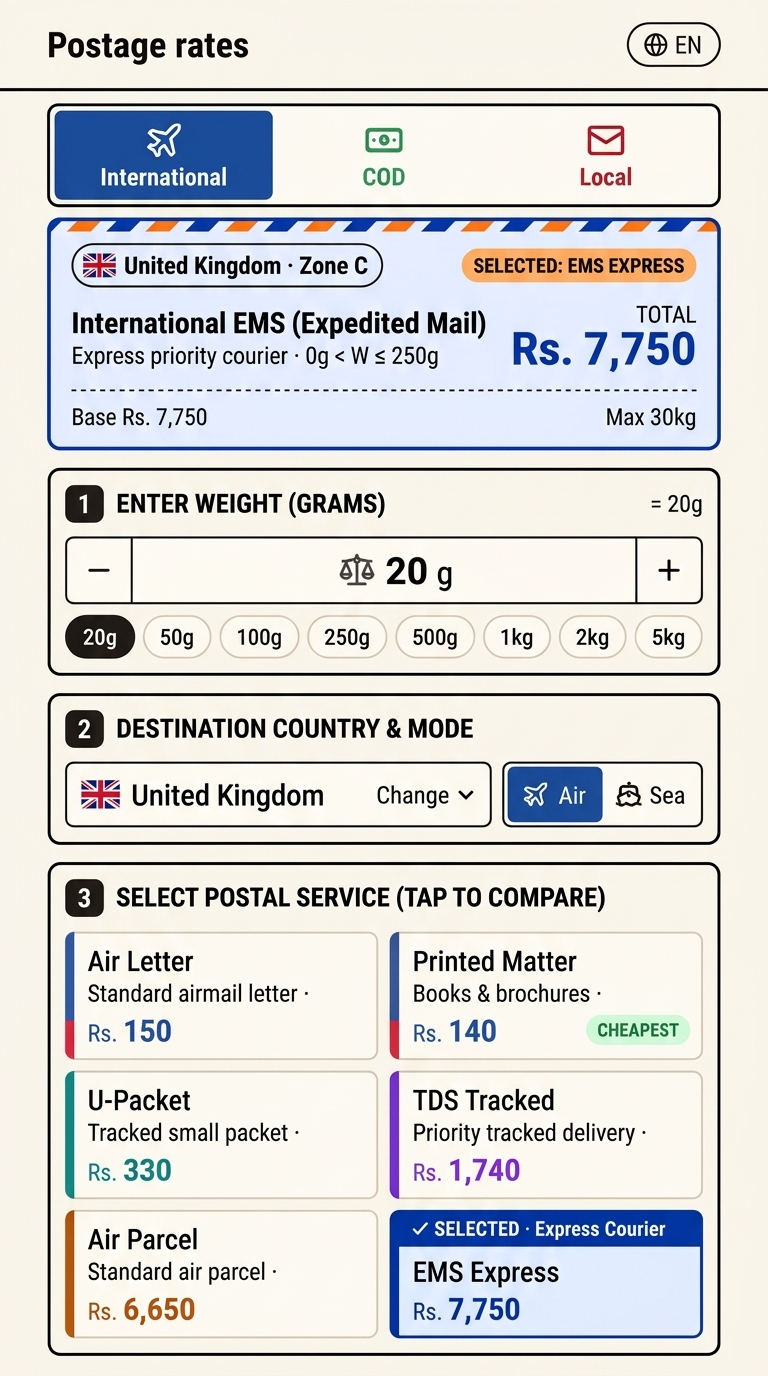 Postage rates
EN
International
COD
Local
United Kingdom · Zone C
SELECTED: EMS EXPRESS
International EMS (Expedited Mail)
Express priority courier · 0g < W ≤ 250g
TOTAL
Rs. 7,750
Base Rs. 7,750
Max 30kg
1 ENTER WEIGHT (GRAMS)
= 20g
− 20 g +
20g 50g 100g 250g 500g 1kg 2kg 5kg
2 DESTINATION COUNTRY & MODE
United Kingdom Change
Air Sea
3 SELECT POSTAL SERVICE (TAP TO COMPARE)
Air Letter
Standard airmail letter ·
Rs. 150
Printed Matter
Books & brochures ·
Rs. 140
CHEAPEST
U-Packet
Tracked small packet ·
Rs. 330
TDS Tracked
Priority tracked delivery ·
Rs. 1,740
Air Parcel
Standard air parcel ·
Rs. 6,650
✓ SELECTED · Express Courier
EMS Express
Rs. 7,750